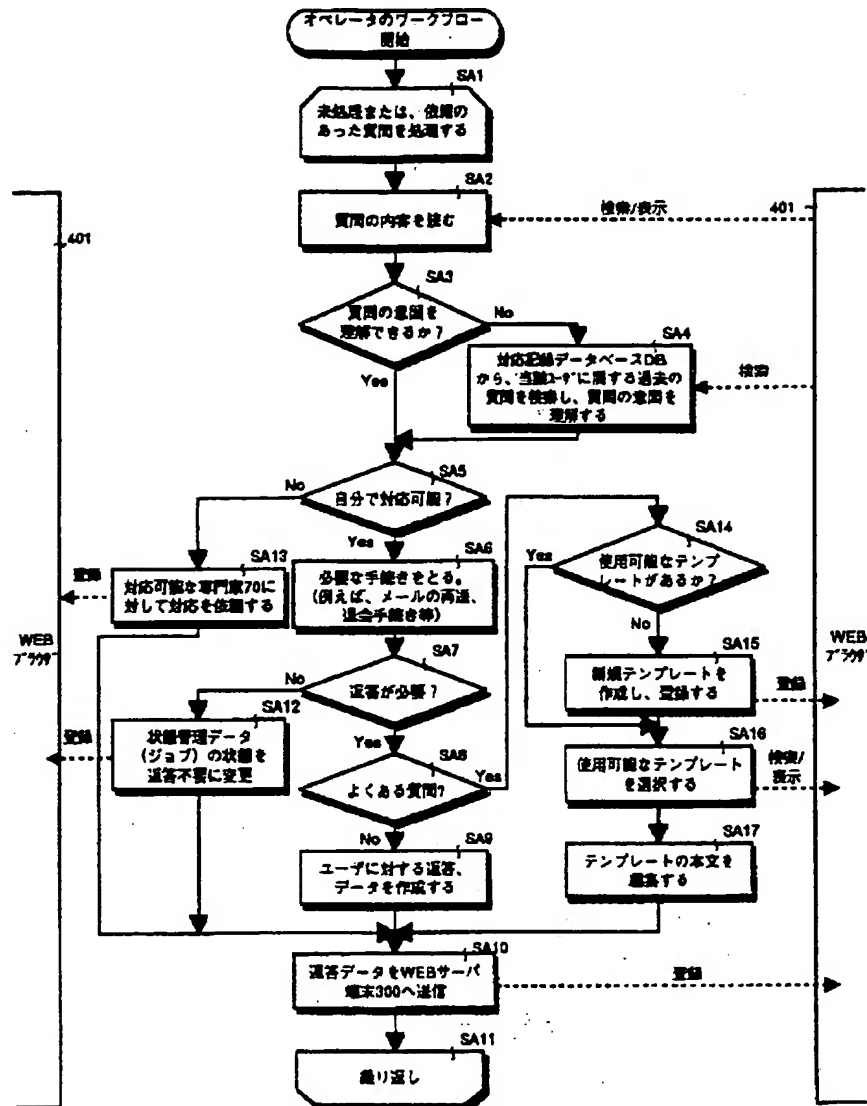 オペレータのワークフロー
開始
SA1
未処理または、依頼の
あった質問を処理する
SA2
質問の内容を読む
検索/表示
401
401
SA3
質問の意図を
理解できるか?
No
Yes
SA4
対応記録データベースDB
から、当該ユーザに関する過去の
質問を検索し、質問の意図を
理解する
検索
SA5
自分で対応可能?
No
Yes
SA13
対応可能な専門家70に
対して対応を依頼する
登録
SA6
必要な手続きをとる。
(例えば、メールの再送、
退会手続き等)
SA14
使用可能なテンプ
レートがあるか?
Yes
No
WEB
ブラウザ
WEB
ブラウザ
SA7
返答が必要?
No
Yes
SA15
新規テンプレートを
作成し、登録する
登録
SA12
状態管理データ
(ジョブ)の状態を
返答不要に変更
登録
SA8
よくある質問?
Yes
No
SA16
使用可能なテンプレート
を選択する
検索/
表示
SA9
ユーザに対する返答、
データを作成する
SA17
テンプレートの本文を
編集する
SA10
返答データをWEBサーバ
端末300へ送信
登録
SA11
繰り返し